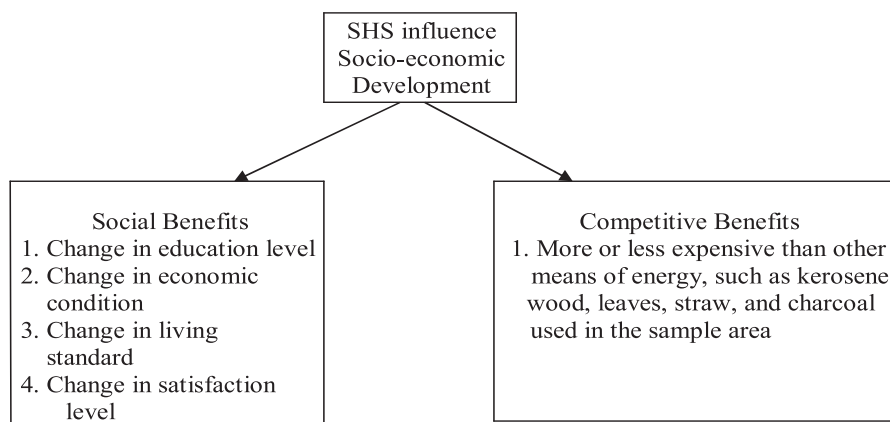 SHS influence
Socio-economic
Development
Social Benefits
1. Change in education level
2. Change in economic
condition
3. Change in living
standard
4. Change in satisfaction
level
Competitive Benefits
1. More or less expensive than other
means of energy, such as kerosene
wood, leaves, straw, and charcoal
used in the sample area